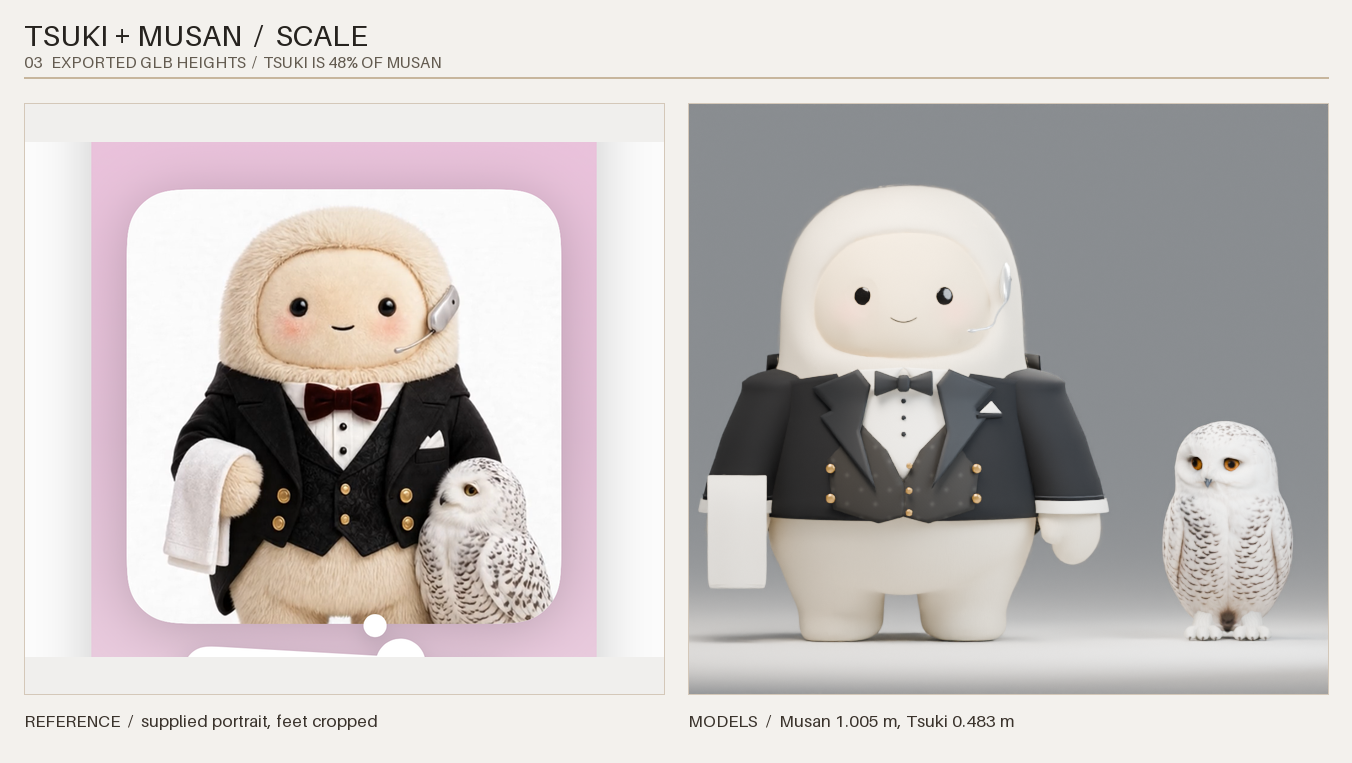 TSUKI + MUSAN / SCALE
03 EXPORTED GLB HEIGHTS / TSUKI IS 48% OF MUSAN
REFERENCE / supplied portrait, feet cropped
MODELS / Musan 1.005 m, Tsuki 0.483 m